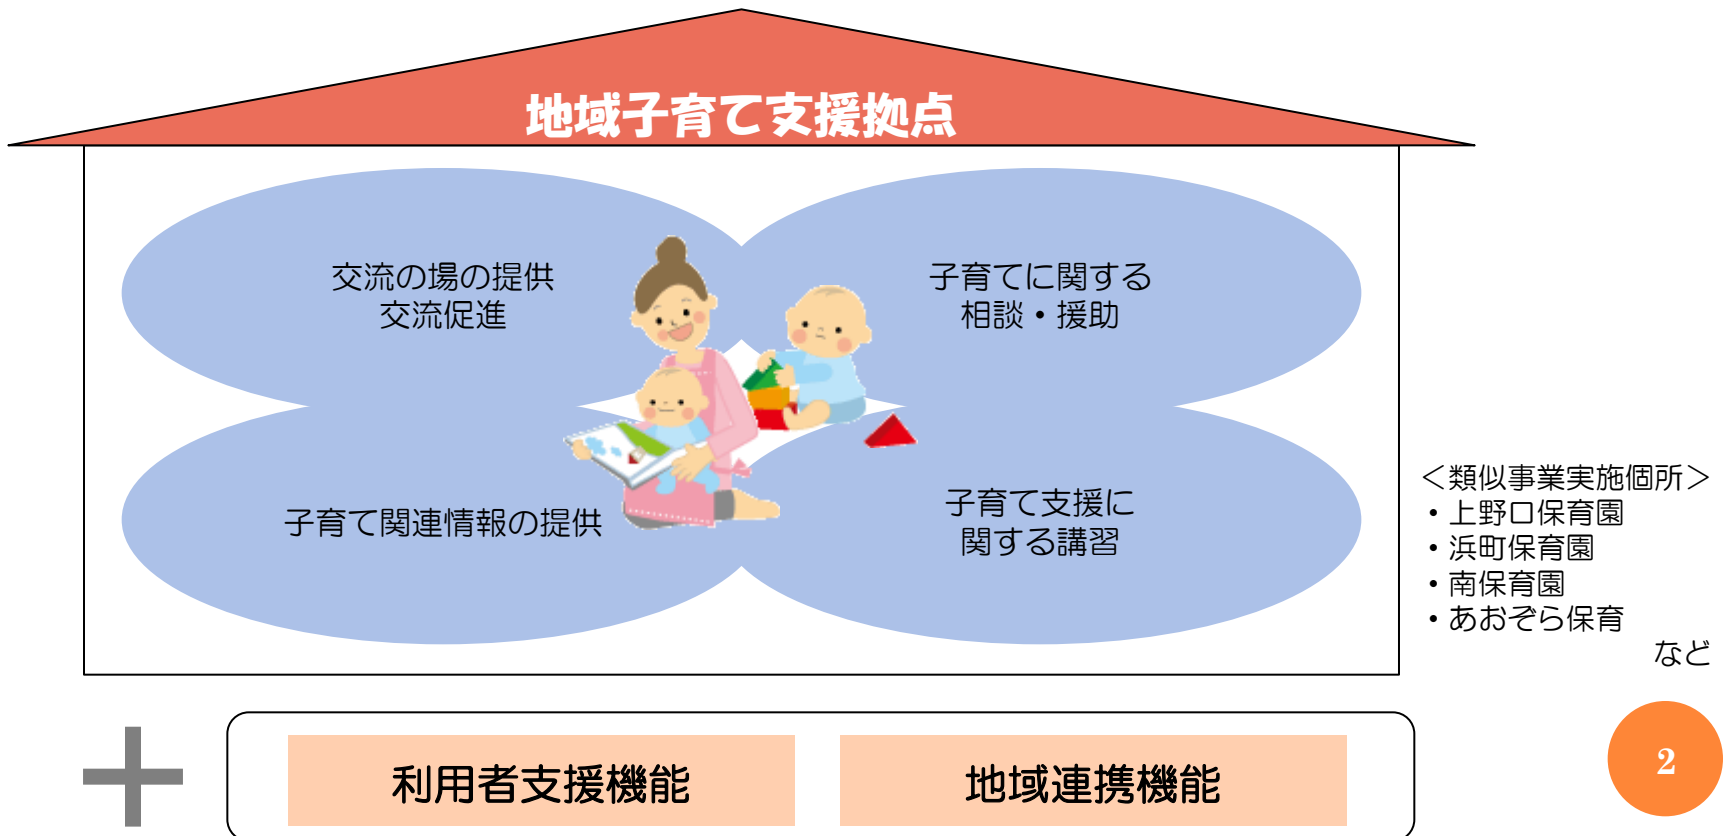 地域子育て支援拠点
交流の場の提供
交流促進
子育てに関する
相談・援助
子育て関連情報の提供
子育て支援に
関する講習
＜類似事業実施個所＞
・上野口保育園
・浜町保育園
・南保育園
・あおぞら保育
など
利用者支援機能
地域連携機能
2